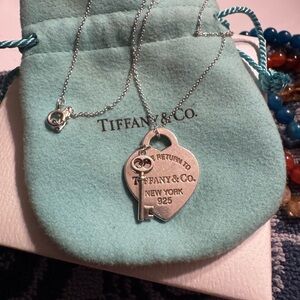 TIFFANY & CO.
RETURN TO
TIFFANY & CO.
NEW YORK
925